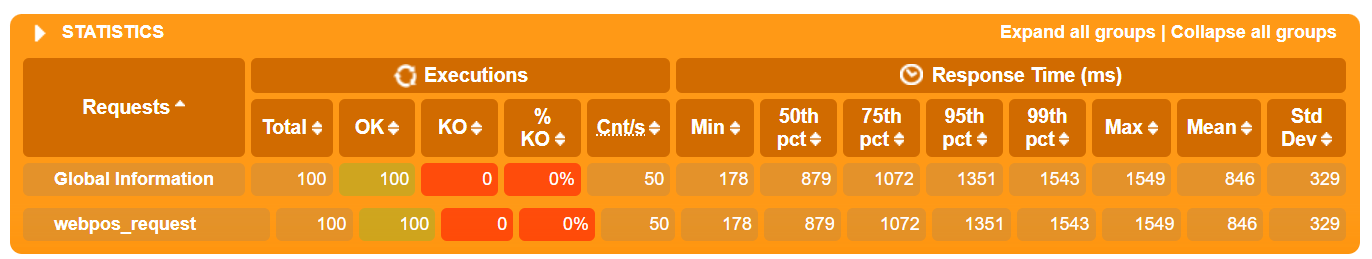 STATISTICS Expand all groups | Collapse all groups
Requests Executions Response Time (ms)
Total OK KO % KO Cnt/s Min 50th pct 75th pct 95th pct 99th pct Max Mean Std Dev
Global Information 100 100 0 0% 50 178 879 1072 1351 1543 1549 846 329
webpos_request 100 100 0 0% 50 178 879 1072 1351 1543 1549 846 329